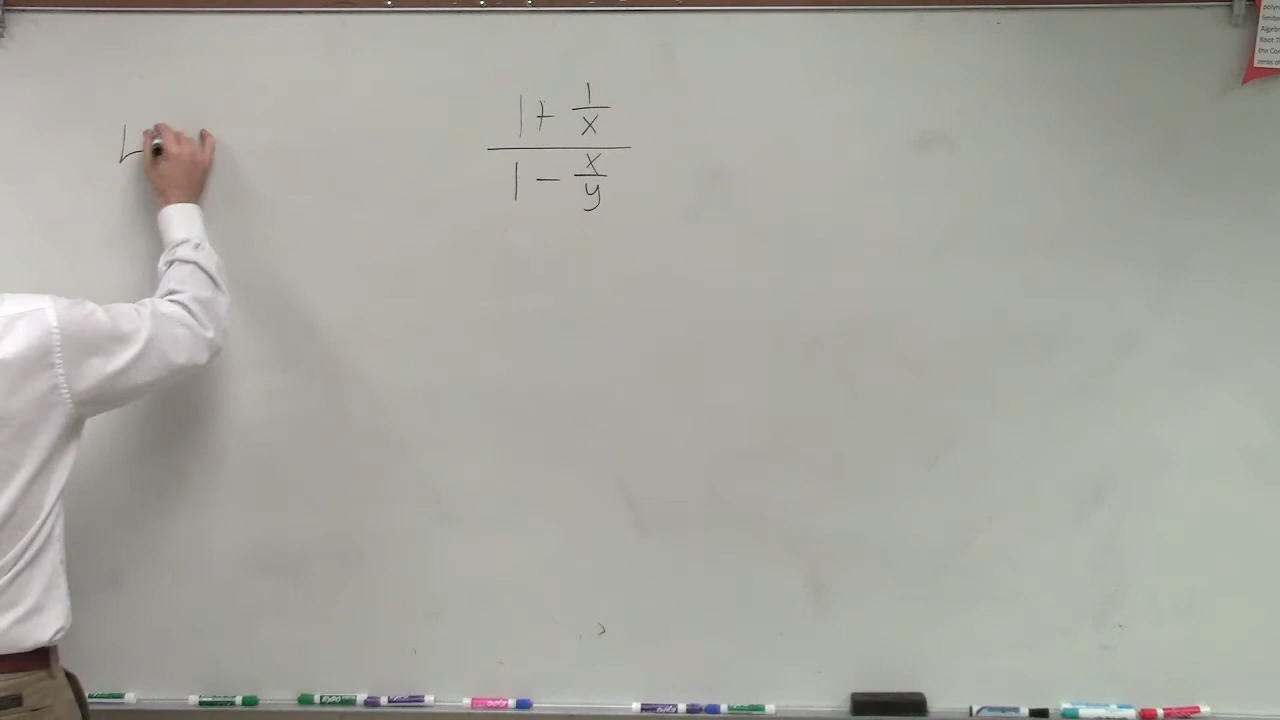 L
1 + 1/x
1 - x/y